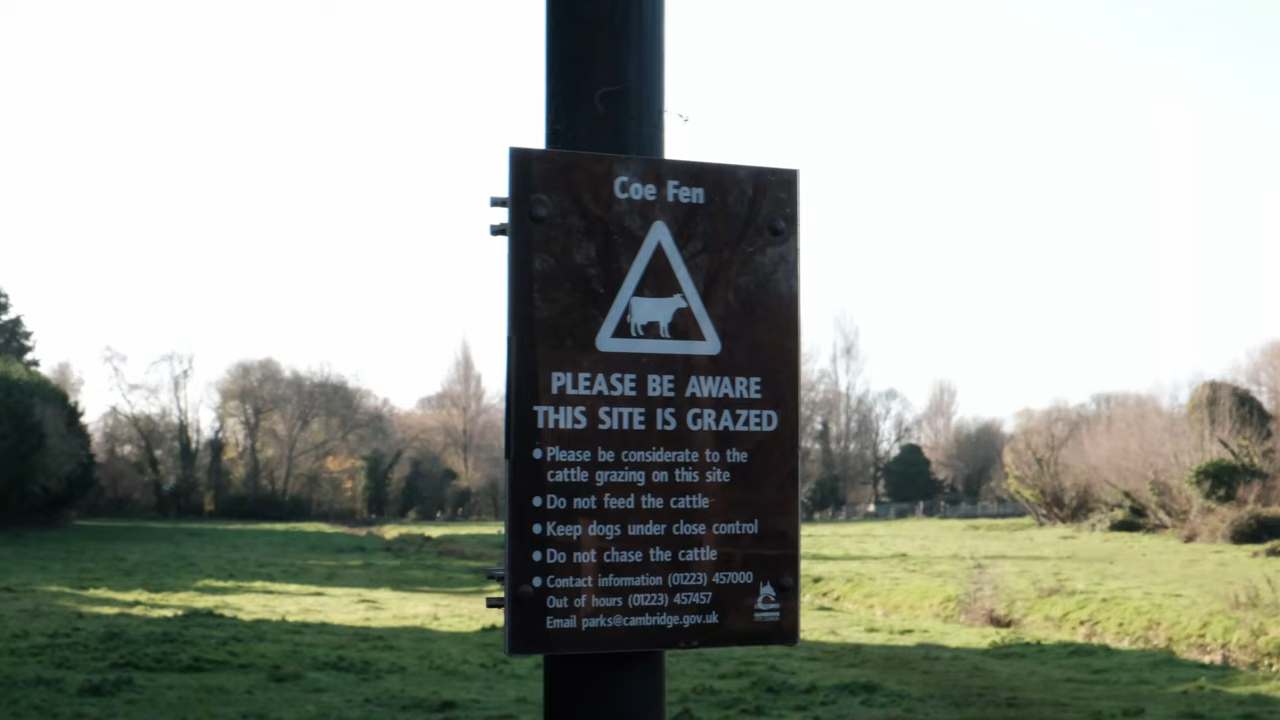 Coe Fen
PLEASE BE AWARE
THIS SITE IS GRAZED
• Please be considerate to the
cattle grazing on this site
• Do not feed the cattle
• Keep dogs under close control
• Do not chase the cattle
• Contact information (01223) 457000
Out of hours (01223) 457457
Email parks@cambridge.gov.uk